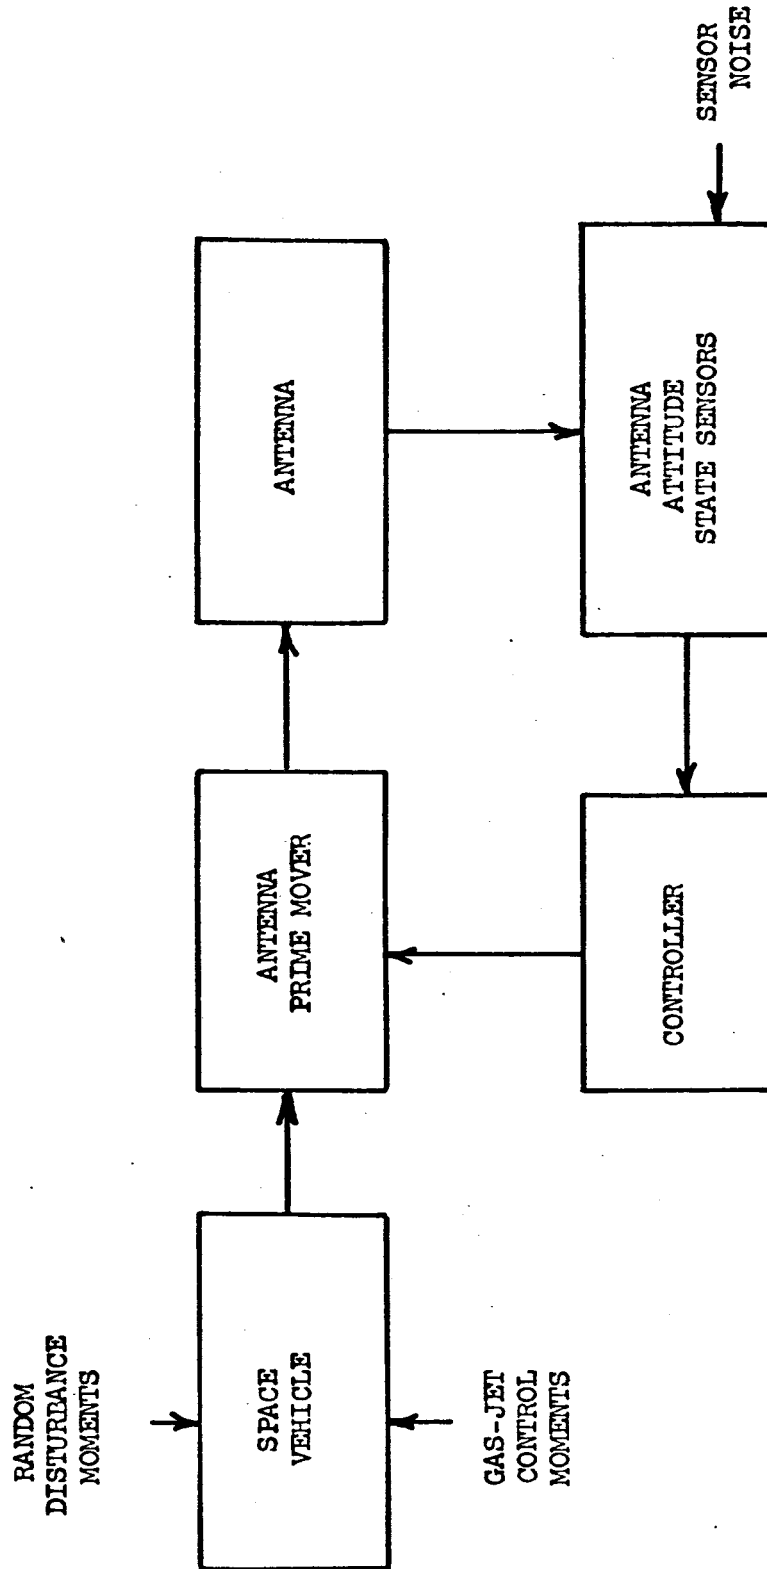 RANDOM
DISTURBANCE
MOMENTS
SPACE
VEHICLE
GAS-JET
CONTROL
MOMENTS
ANTENNA
PRIME MOVER
ANTENNA
CONTROLLER
ANTENNA
ATTITUDE
STATE SENSORS
SENSOR
NOISE